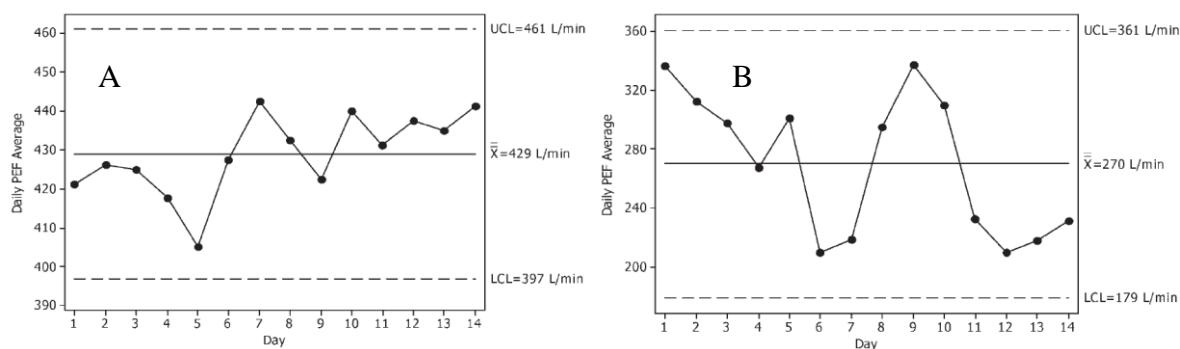 460
450
440
430
420
410
400
390
Daily PEF Average
A
UCL=461 L/min
X̿=429 L/min
LCL=397 L/min
1 2 3 4 5 6 7 8 9 10 11 12 13 14
Day
360
320
280
240
200
Daily PEF Average
B
UCL=361 L/min
X̿=270 L/min
LCL=179 L/min
1 2 3 4 5 6 7 8 9 10 11 12 13 14
Day